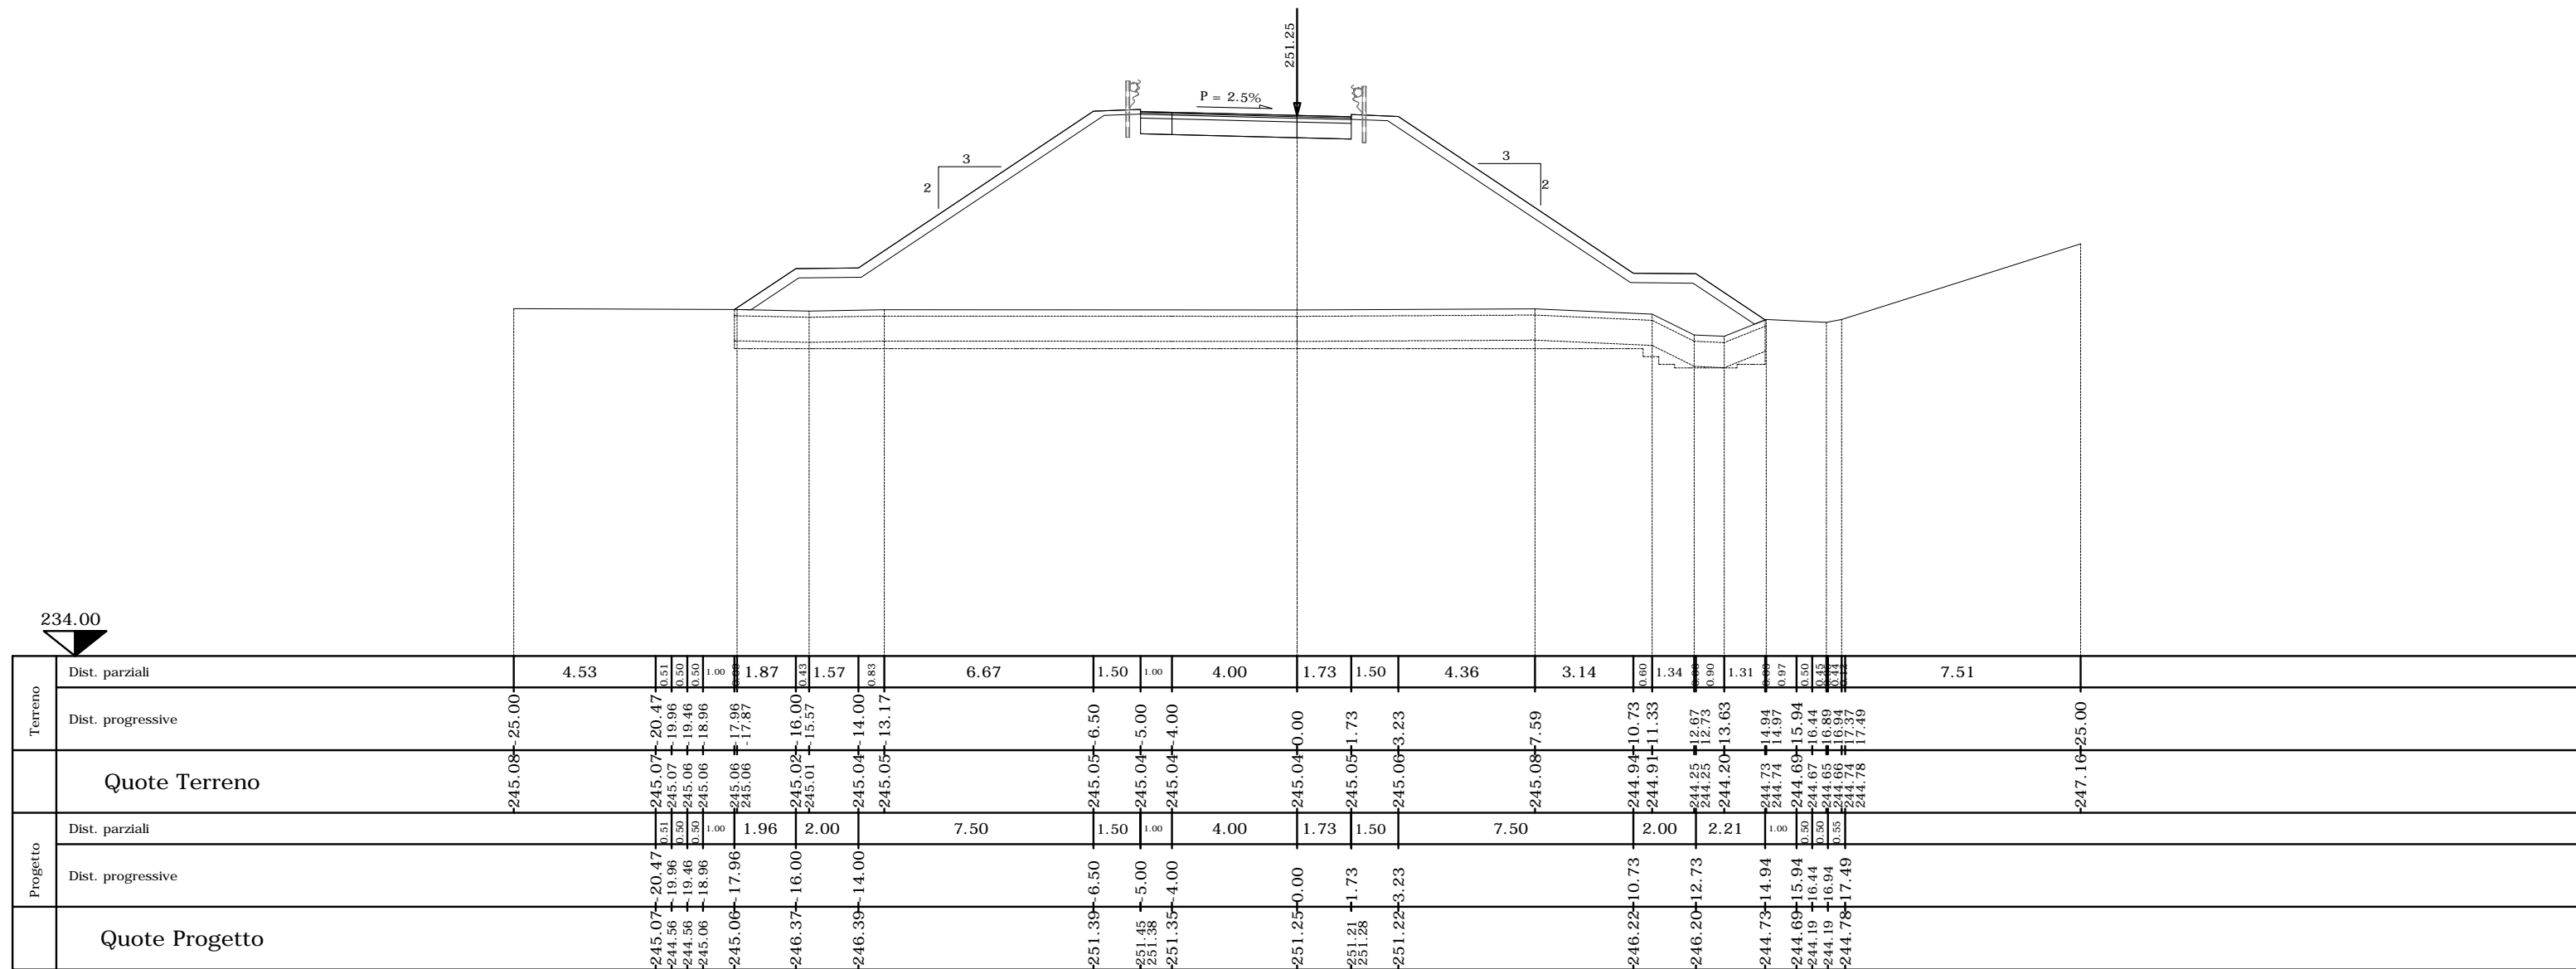 251.25
P = 2.5%
3
2
3
2
234.00
Terreno
Dist. parziali
4.53 0.51 0.50 0.50 1.00 1.87 0.43 1.57 0.83 6.67 1.50 1.00 4.00 1.73 1.50 4.36 3.14 0.60 1.34 0.90 1.31 0.97 0.50 0.45 0.44 0.12 7.51
Dist. progressive
-25.00 -20.47 -19.96 -19.46 -18.96 -17.96 -17.87 -16.00 -15.57 -14.00 -13.17 -6.50 -5.00 -4.00 0.00 1.73 3.23 7.59 10.73 11.33 12.67 12.73 13.63 14.94 14.97 15.94 16.44 16.89 16.94 17.37 17.49 25.00
Quote Terreno
245.08 245.07 245.07 245.06 245.06 245.06 245.06 245.02 245.01 245.04 245.05 245.05 245.04 245.04 245.04 245.05 245.06 245.08 244.94 244.91 244.25 244.25 244.20 244.73 244.74 244.69 244.67 244.65 244.66 244.74 244.78 247.16
Progetto
Dist. parziali
0.51 0.50 0.50 1.00 1.96 2.00 7.50 1.50 1.00 4.00 1.73 1.50 7.50 2.00 2.21 1.00 0.50 0.50 0.55
Dist. progressive
-20.47 -19.96 -19.46 -18.96 -17.96 -16.00 -14.00 -6.50 -5.00 -4.00 0.00 1.73 3.23 10.73 12.73 14.94 15.94 16.44 16.94 17.49
Quote Progetto
245.07 244.56 244.56 245.06 245.06 246.37 246.39 251.39 251.45 251.38 251.35 251.25 251.21 251.28 251.22 246.22 246.20 244.73 244.69 244.19 244.19 244.78